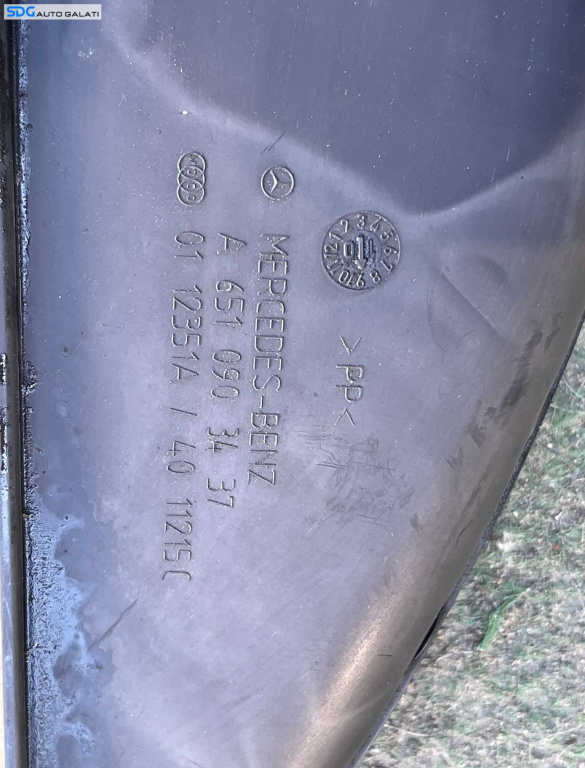 SDG AUTO GALATI
>PP<
MERCEDES-BENZ
A 651 090 34 37
01 12351A / 40 11215C